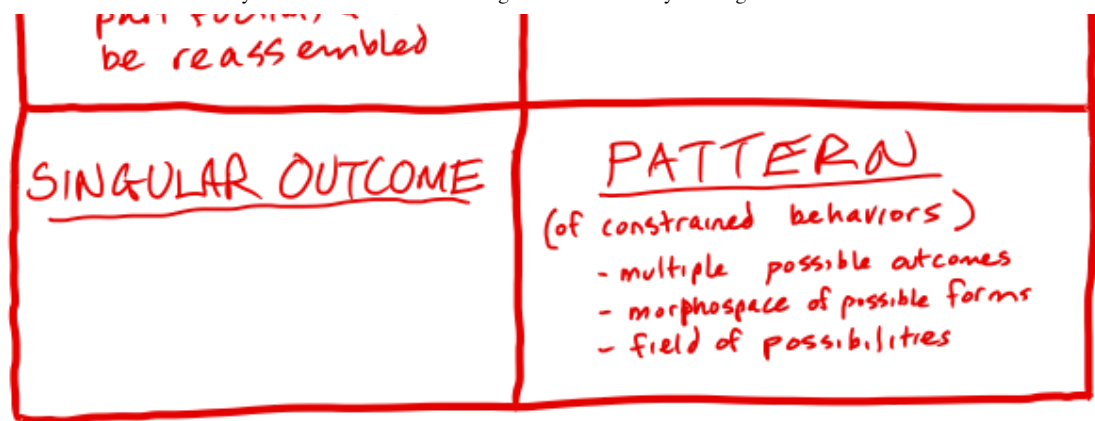 be reassembled
SINGULAR OUTCOME
PATTERN
(of constrained behaviors)
- multiple possible outcomes
- morphospace of possible forms
- field of possibilities